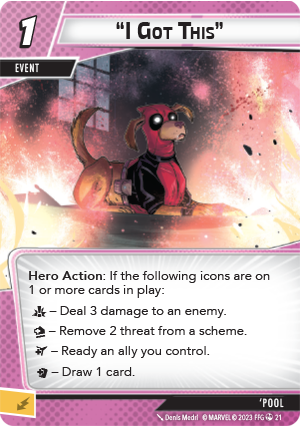 1
“I GOT THIS”
EVENT
Hero Action: If the following icons are on
1 or more cards in play:
– Deal 3 damage to an enemy.
– Remove 2 threat from a scheme.
– Ready an ally you control.
– Draw 1 card.
’POOL
Denis Medri © MARVEL © 2023 FFG 21